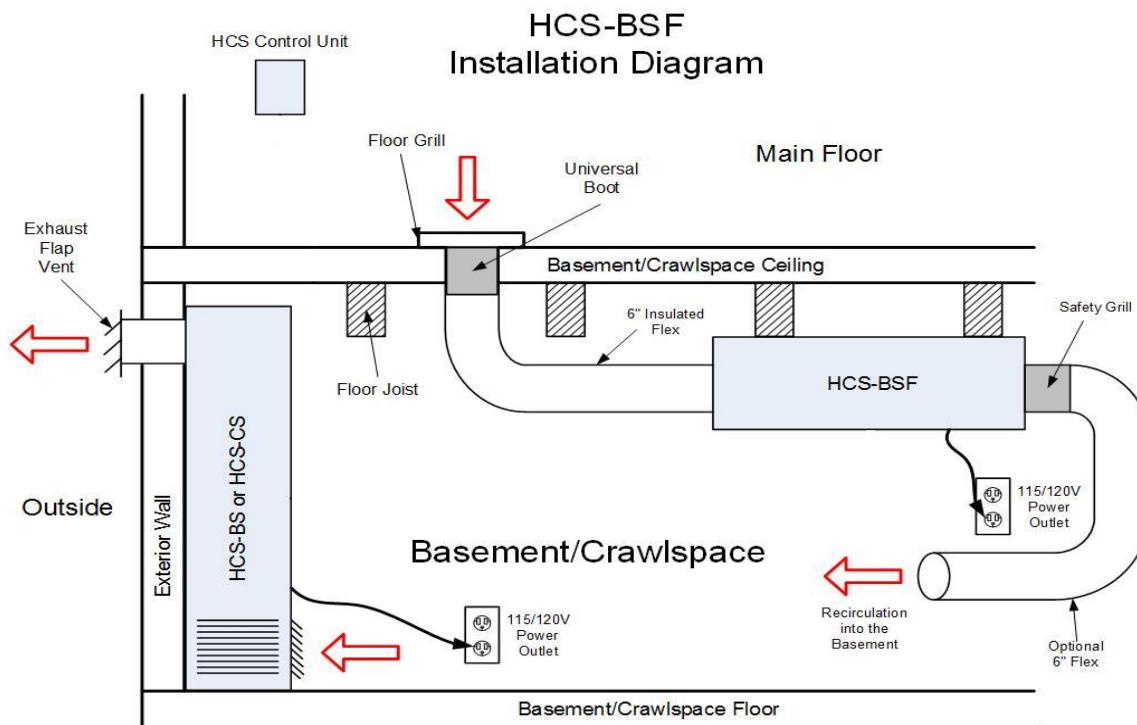 HCS-BSF
Installation Diagram
HCS Control Unit
Floor Grill
Universal
Boot
Main Floor
Exhaust
Flap
Vent
Basement/Crawlspace Ceiling
6" Insulated
Flex
Safety Grill
Floor Joist
HCS-BSF
HCS-BS or HCS-CS
Exterior Wall
Outside
115/120V
Power
Outlet
Basement/Crawlspace
115/120V
Power
Outlet
Recirculation
into the
Basement
Optional
6" Flex
Basement/Crawlspace Floor